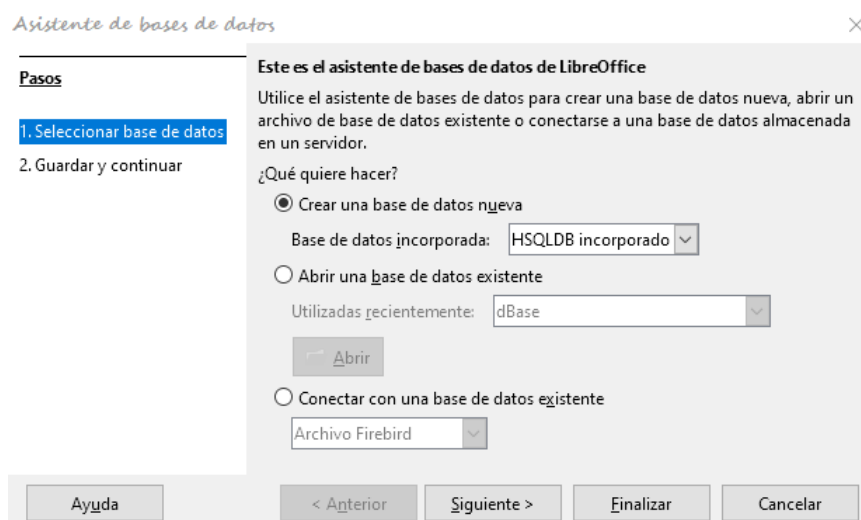 Asistente de bases de datos
Pasos
1. Seleccionar base de datos
2. Guardar y continuar
Este es el asistente de bases de datos de LibreOffice
Utilice el asistente de bases de datos para crear una base de datos nueva, abrir un
archivo de base de datos existente o conectarse a una base de datos almacenada
en un servidor.
¿Qué quiere hacer?
Crear una base de datos nueva
Base de datos incorporada: HSQLDB incorporado
Abrir una base de datos existente
Utilizadas recientemente: dBase
Abrir
Conectar con una base de datos existente
Archivo Firebird
Ayuda < Anterior Siguiente > Finalizar Cancelar